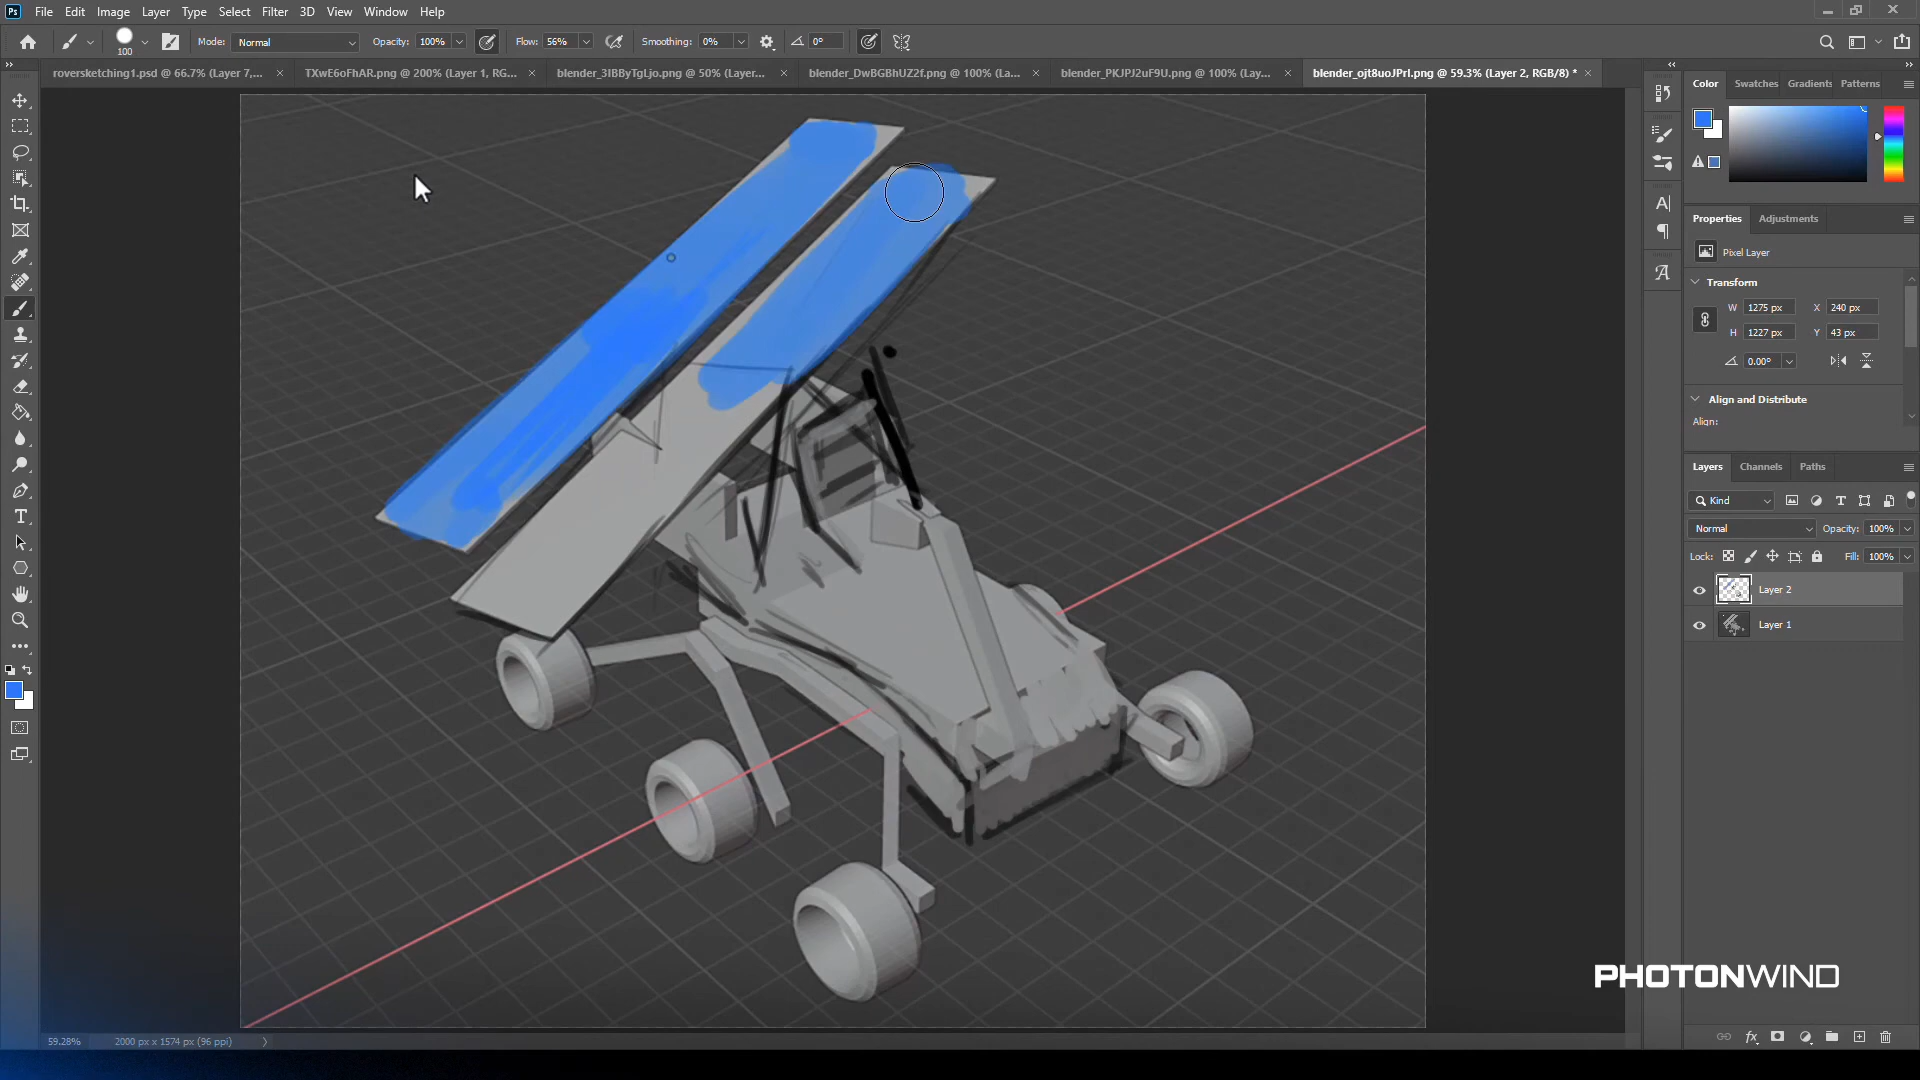 Ps File Edit Image Layer Type Select Filter 3D View Window Help
100 Mode: Normal Opacity: 100% Flow: 56% Smoothing: 0% 0°
roversketching1.psd @ 66.7% (Layer 7,... TXwE6oFhAR.png @ 200% (Layer 1, RG... blender_3IBByTgLjo.png @ 50% (Layer... blender_DwBGBhUZ2f.png @ 100% (La... blender_PKJPJ2uF9U.png @ 100% (Lay... blender_ojt8uoJPrI.png @ 59.3% (Layer 2, RGB/8) *
Color Swatches Gradients Patterns
Properties Adjustments
Pixel Layer
Transform
W 1275 px X 240 px
H 1227 px Y 43 px
0.00°
Align and Distribute
Align:
Layers Channels Paths
Kind
Normal Opacity: 100%
Lock: Fill: 100%
Layer 2
Layer 1
PHOTONWIND
59.28% 2000 px x 1574 px (96 ppi)